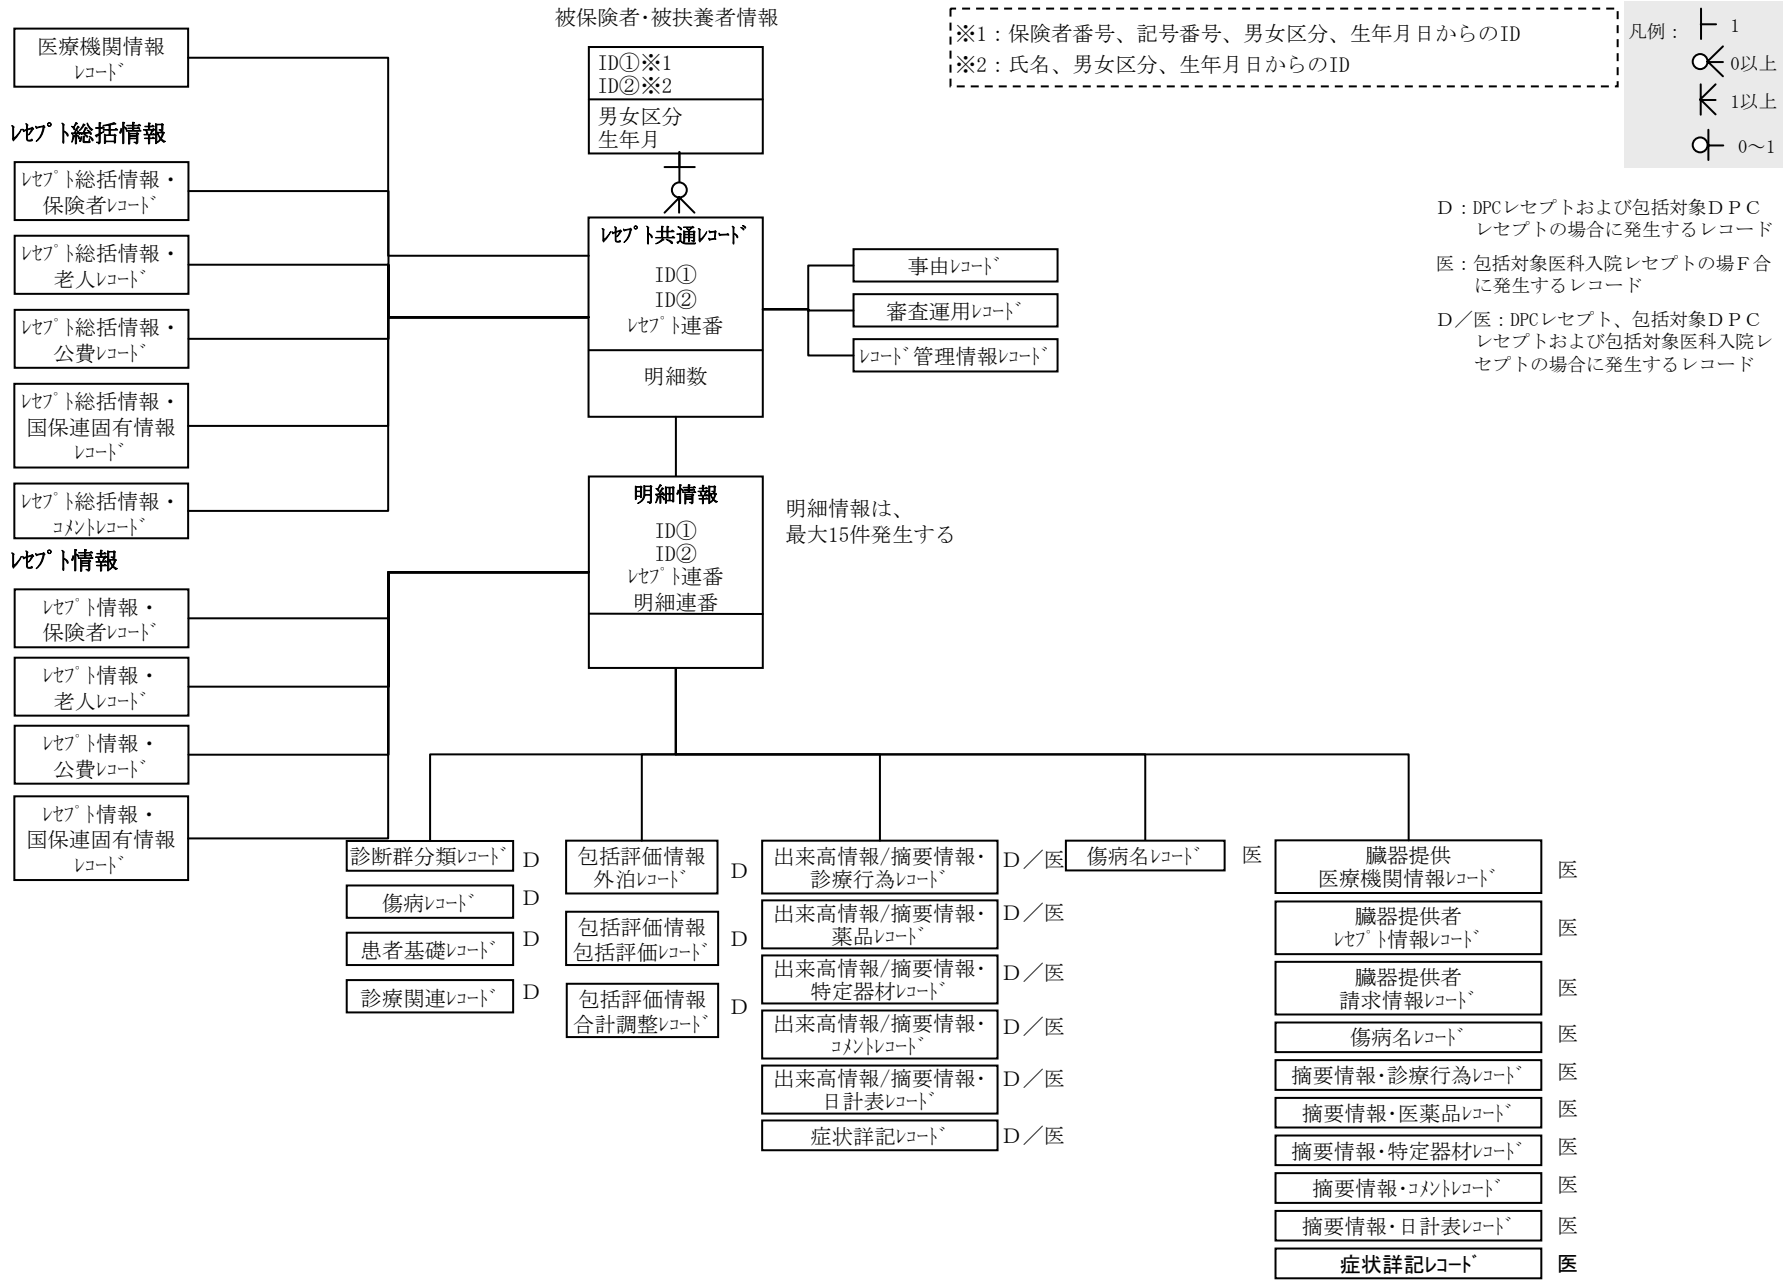 被保険者･被扶養者情報
ID①※1
ID②※2
男女区分
生年月
※1：保険者番号、記号番号、男女区分、生年月日からのID
※2：氏名、男女区分、生年月日からのID
凡例：
1
0以上
1以上
0～1
医療機関情報
ﾚｺｰﾄﾞ
ﾚｾﾌﾟﾄ総括情報
ﾚｾﾌﾟﾄ総括情報・
保険者ﾚｺｰﾄﾞ
ﾚｾﾌﾟﾄ総括情報・
老人ﾚｺｰﾄﾞ
ﾚｾﾌﾟﾄ総括情報・
公費ﾚｺｰﾄﾞ
ﾚｾﾌﾟﾄ総括情報・
国保連固有情報
ﾚｺｰﾄﾞ
ﾚｾﾌﾟﾄ総括情報・
ｺﾒﾝﾄﾚｺｰﾄﾞ
ﾚｾﾌﾟﾄ共通ﾚｺｰﾄﾞ
ID①
ID②
ﾚｾﾌﾟﾄ連番
明細数
事由ﾚｺｰﾄﾞ
審査運用ﾚｺｰﾄﾞ
ﾚｺｰﾄﾞ管理情報ﾚｺｰﾄﾞ
Ｄ：DPCレセプトおよび包括対象ＤＰＣ
レセプトの場合に発生するレコード
医：包括対象医科入院レセプトの場Ｆ合
に発生するレコード
Ｄ／医：DPCレセプト、包括対象ＤＰＣ
レセプトおよび包括対象医科入院レ
セプトの場合に発生するレコード
明細情報
ID①
ID②
ﾚｾﾌﾟﾄ連番
明細連番
明細情報は、
最大15件発生する
ﾚｾﾌﾟﾄ情報
ﾚｾﾌﾟﾄ情報・
保険者ﾚｺｰﾄﾞ
ﾚｾﾌﾟﾄ情報・
老人ﾚｺｰﾄﾞ
ﾚｾﾌﾟﾄ情報・
公費ﾚｺｰﾄﾞ
ﾚｾﾌﾟﾄ情報・
国保連固有情報
ﾚｺｰﾄﾞ
診断群分類ﾚｺｰﾄﾞ Ｄ
傷病ﾚｺｰﾄﾞ Ｄ
患者基礎ﾚｺｰﾄﾞ Ｄ
診療関連ﾚｺｰﾄﾞ Ｄ
包括評価情報
外泊ﾚｺｰﾄﾞ Ｄ
包括評価情報
包括評価ﾚｺｰﾄﾞ Ｄ
包括評価情報
合計調整ﾚｺｰﾄﾞ Ｄ
出来高情報/摘要情報･ Ｄ／医
診療行為ﾚｺｰﾄﾞ
出来高情報/摘要情報･ Ｄ／医
薬品ﾚｺｰﾄﾞ
出来高情報/摘要情報･ Ｄ／医
特定器材ﾚｺｰﾄﾞ
出来高情報/摘要情報･ Ｄ／医
ｺﾒﾝﾄﾚｺｰﾄﾞ
出来高情報/摘要情報･ Ｄ／医
日計表ﾚｺｰﾄﾞ
症状詳記ﾚｺｰﾄﾞ Ｄ／医
傷病名ﾚｺｰﾄﾞ 医
臓器提供
医療機関情報ﾚｺｰﾄﾞ 医
臓器提供者
ﾚｾﾌﾟﾄ情報ﾚｺｰﾄﾞ 医
臓器提供者
請求情報ﾚｺｰﾄﾞ 医
傷病名ﾚｺｰﾄﾞ 医
摘要情報･診療行為ﾚｺｰﾄﾞ 医
摘要情報･医薬品ﾚｺｰﾄﾞ 医
摘要情報･特定器材ﾚｺｰﾄﾞ 医
摘要情報･ｺﾒﾝﾄﾚｺｰﾄﾞ 医
摘要情報･日計表ﾚｺｰﾄﾞ 医
症状詳記ﾚｺｰﾄﾞ 医